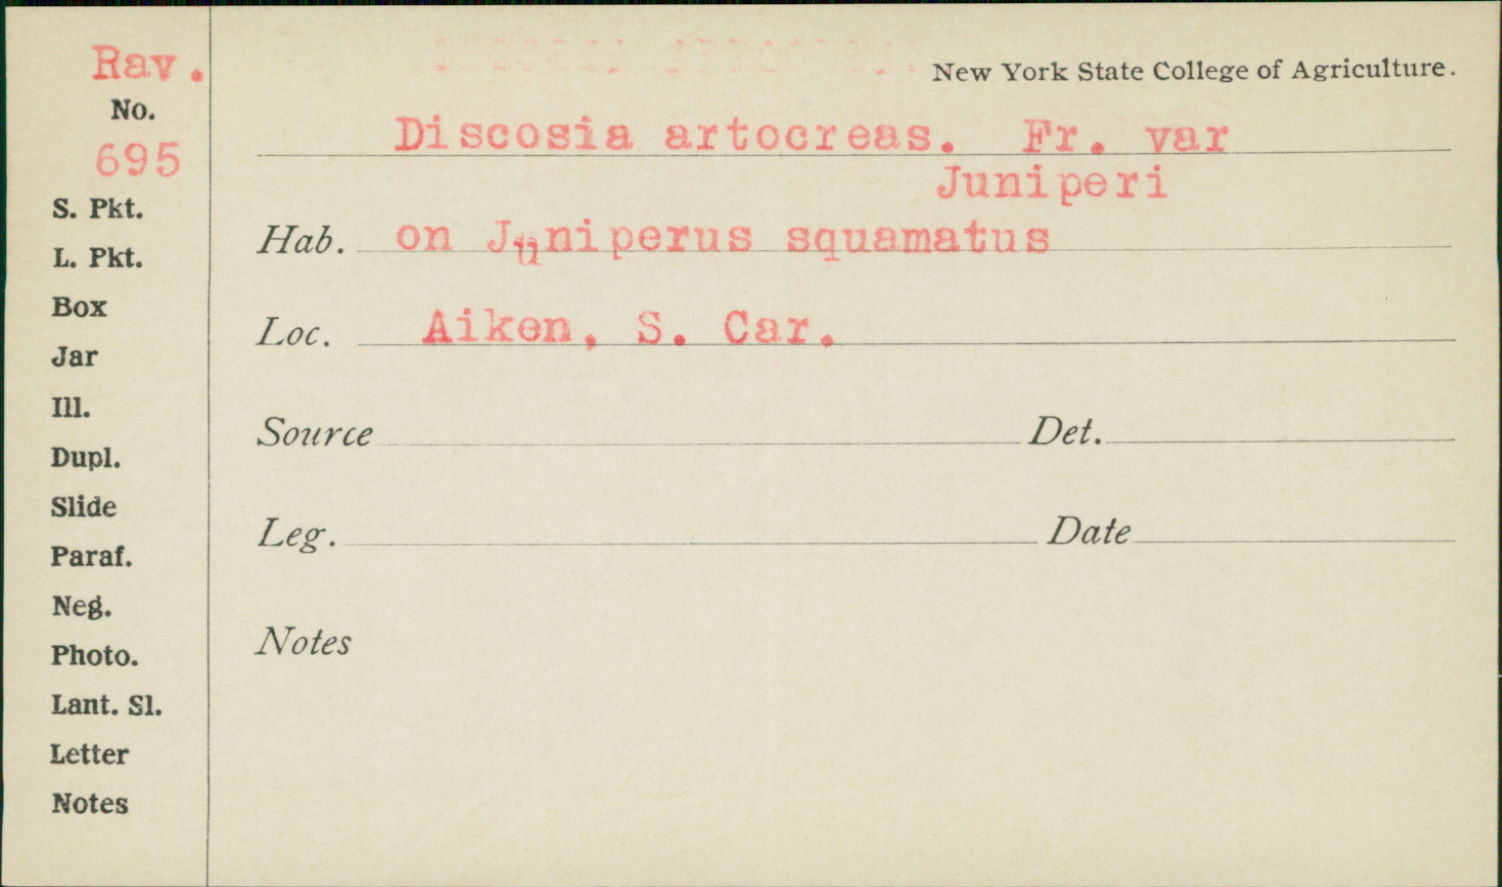 Rav.
No.
695
S. Pkt.
L. Pkt.
Box
Jar
Ill.
Dupl.
Slide
Paraf.
Neg.
Photo.
Lant. Sl.
Letter
Notes
New York State College of Agriculture.
Discosia artocreas. Fr. var
Juniperi
Hab. on Juniperus squamatus
Loc. Aiken, S. Car.
Source Det.
Leg. Date
Notes